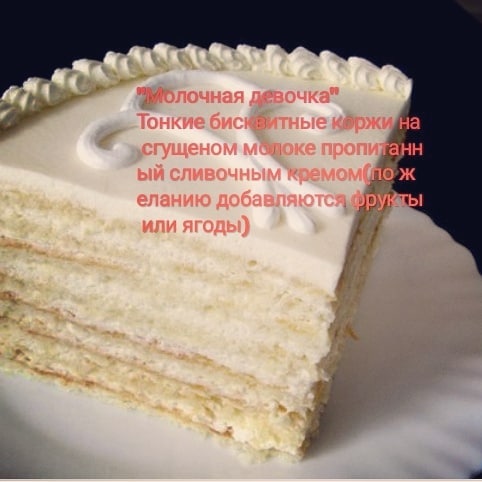 "Молочная девочка"
Тонкие бисквитные коржи на
сгущеном молоке пропитанн
ый сливочным кремом(по ж
еланию добавляются фрукты
или ягоды)